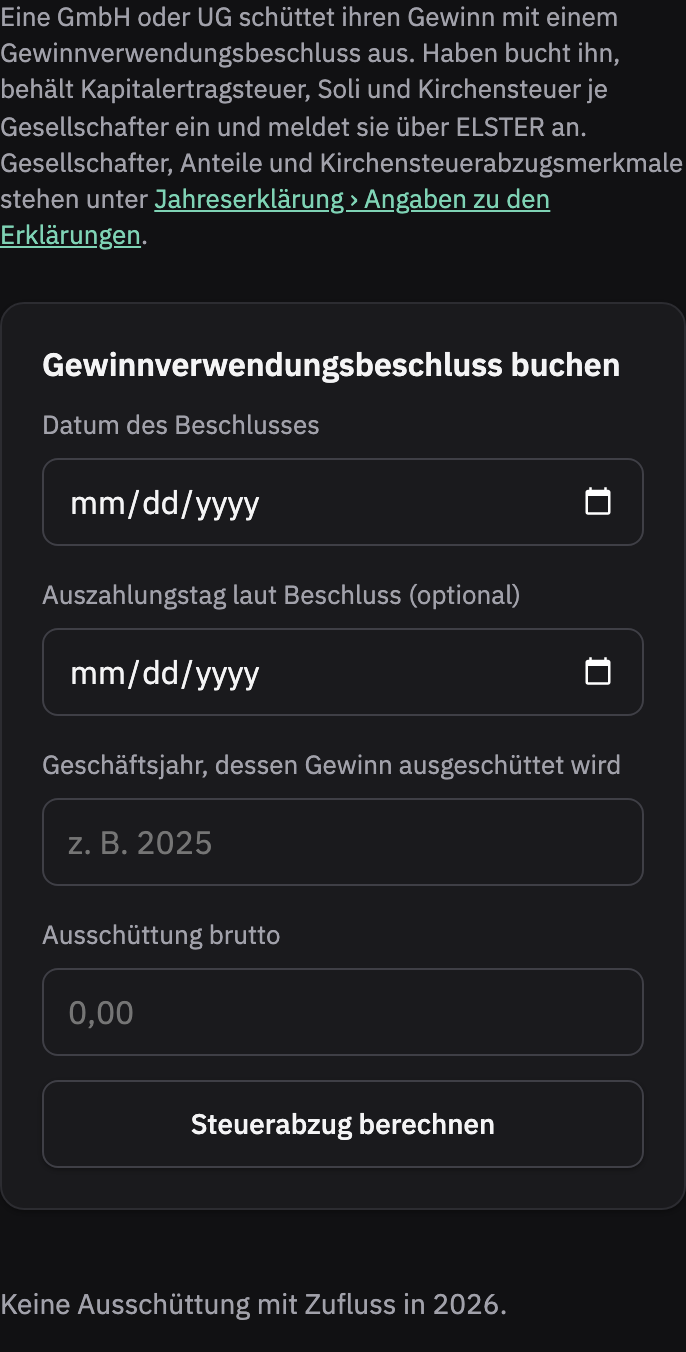 Eine GmbH oder UG schüttet ihren Gewinn mit einem
Gewinnverwendungsbeschluss aus. Haben bucht ihn,
behält Kapitalertragsteuer, Soli und Kirchensteuer je
Gesellschafter ein und meldet sie über ELSTER an.
Gesellschafter, Anteile und Kirchensteuerabzugsmerkmale
stehen unter Jahreserklärung › Angaben zu den
Erklärungen.
Gewinnverwendungsbeschluss buchen
Datum des Beschlusses
mm/dd/yyyy
Auszahlungstag laut Beschluss (optional)
mm/dd/yyyy
Geschäftsjahr, dessen Gewinn ausgeschüttet wird
z. B. 2025
Ausschüttung brutto
0,00
Steuerabzug berechnen
Keine Ausschüttung mit Zufluss in 2026.